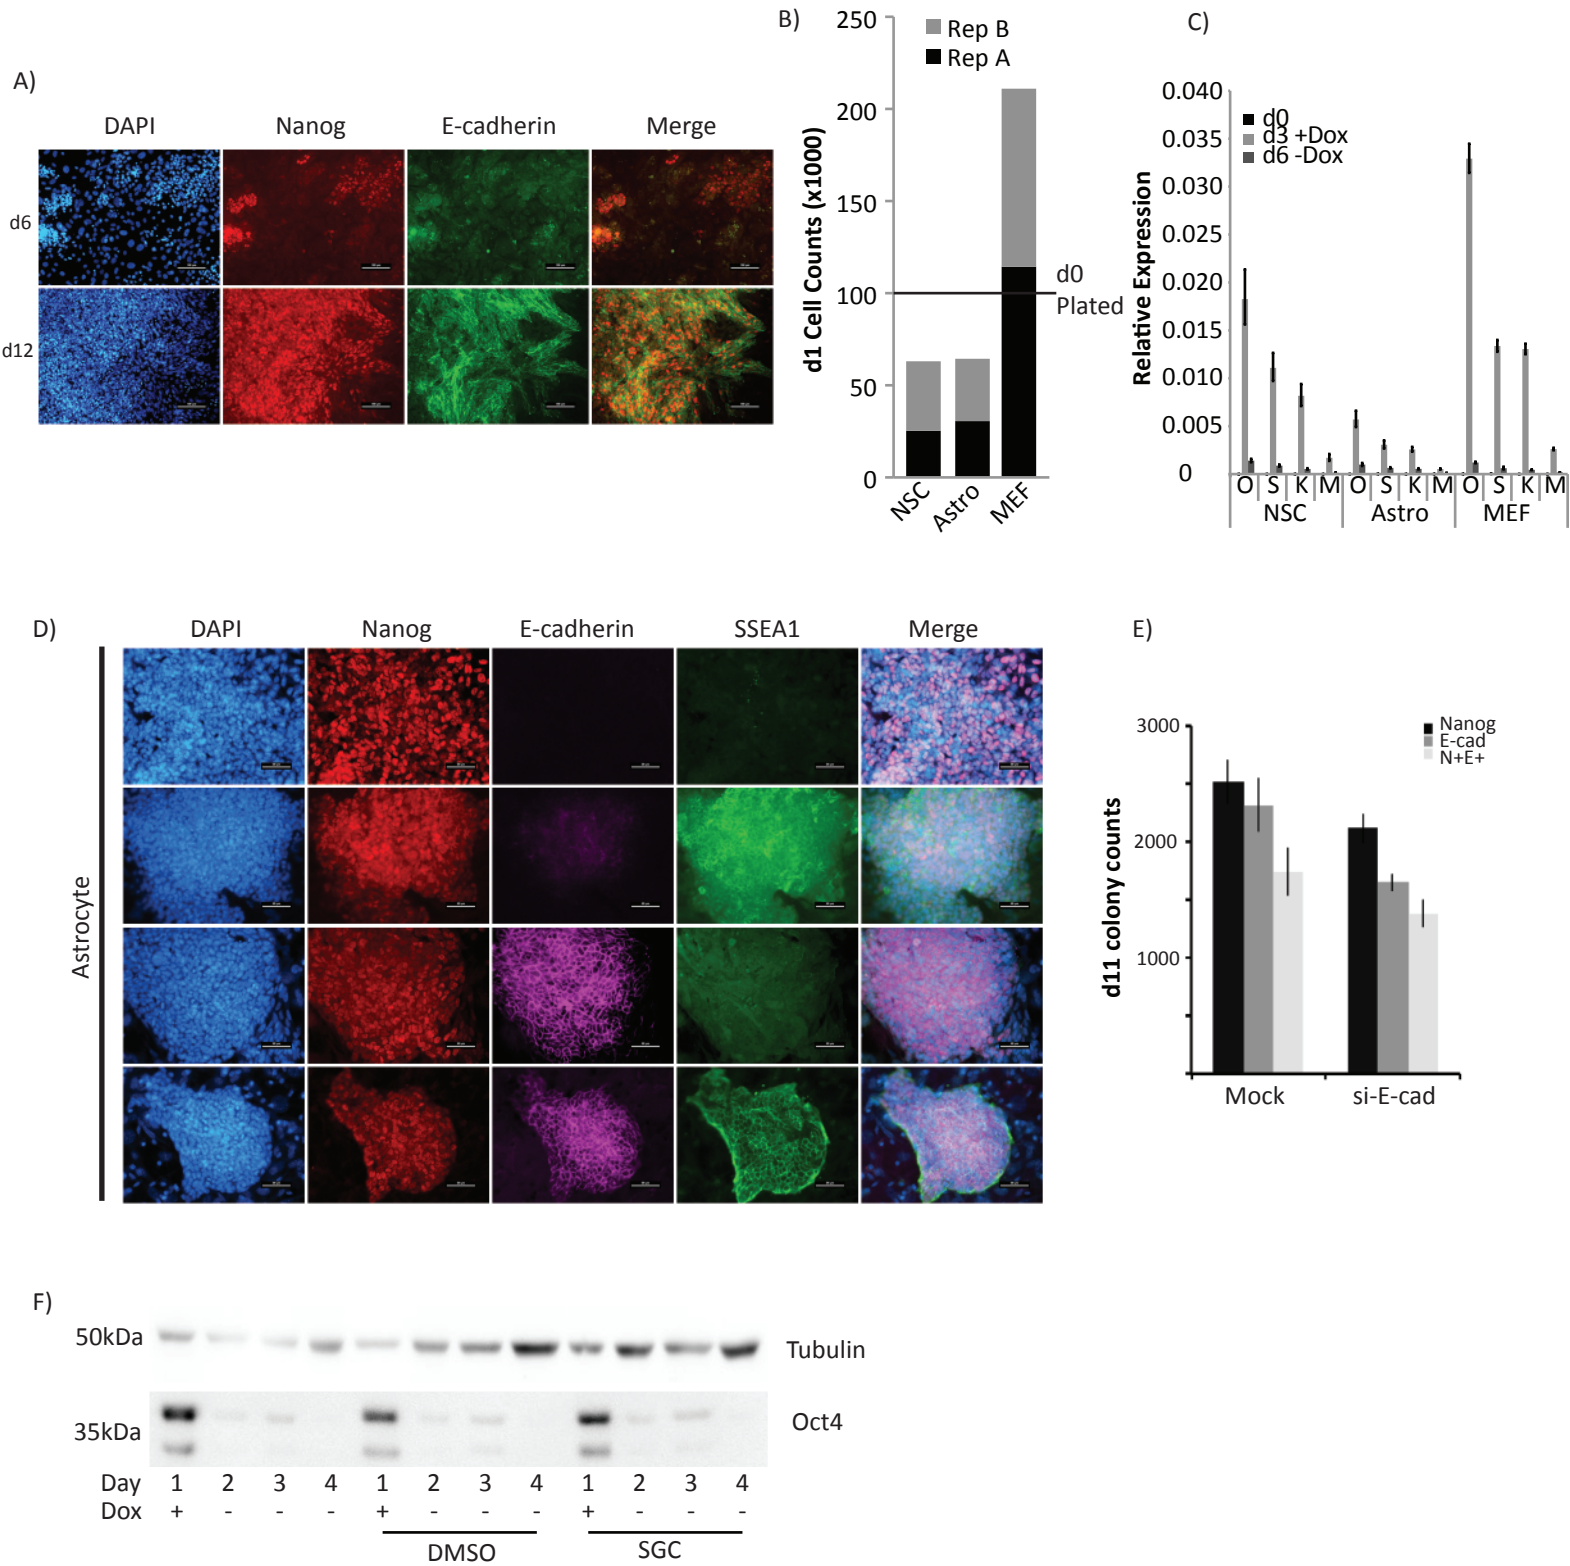 A)
DAPI Nanog E-cadherin Merge
d6
d12
B)
250
200
150
100
50
0
d1 Cell Counts (x1000)
Rep B
Rep A
d0
Plated
NSC Astro MEF
C)
0.040
0.035
0.030
0.025
0.020
0.015
0.010
0.005
0
Relative Expression
d0
d3 +Dox
d6 -Dox
O S K M O S K M O S K M
NSC Astro MEF
D)
DAPI Nanog E-cadherin SSEA1 Merge
Astrocyte
E)
3000
2000
1000
d11 colony counts
Nanog
E-cad
N+E+
Mock si-E-cad
F)
50kDa Tubulin
35kDa Oct4
Day 1 2 3 4 1 2 3 4 1 2 3 4
Dox + - - - + - - - + - - -
DMSO SGC